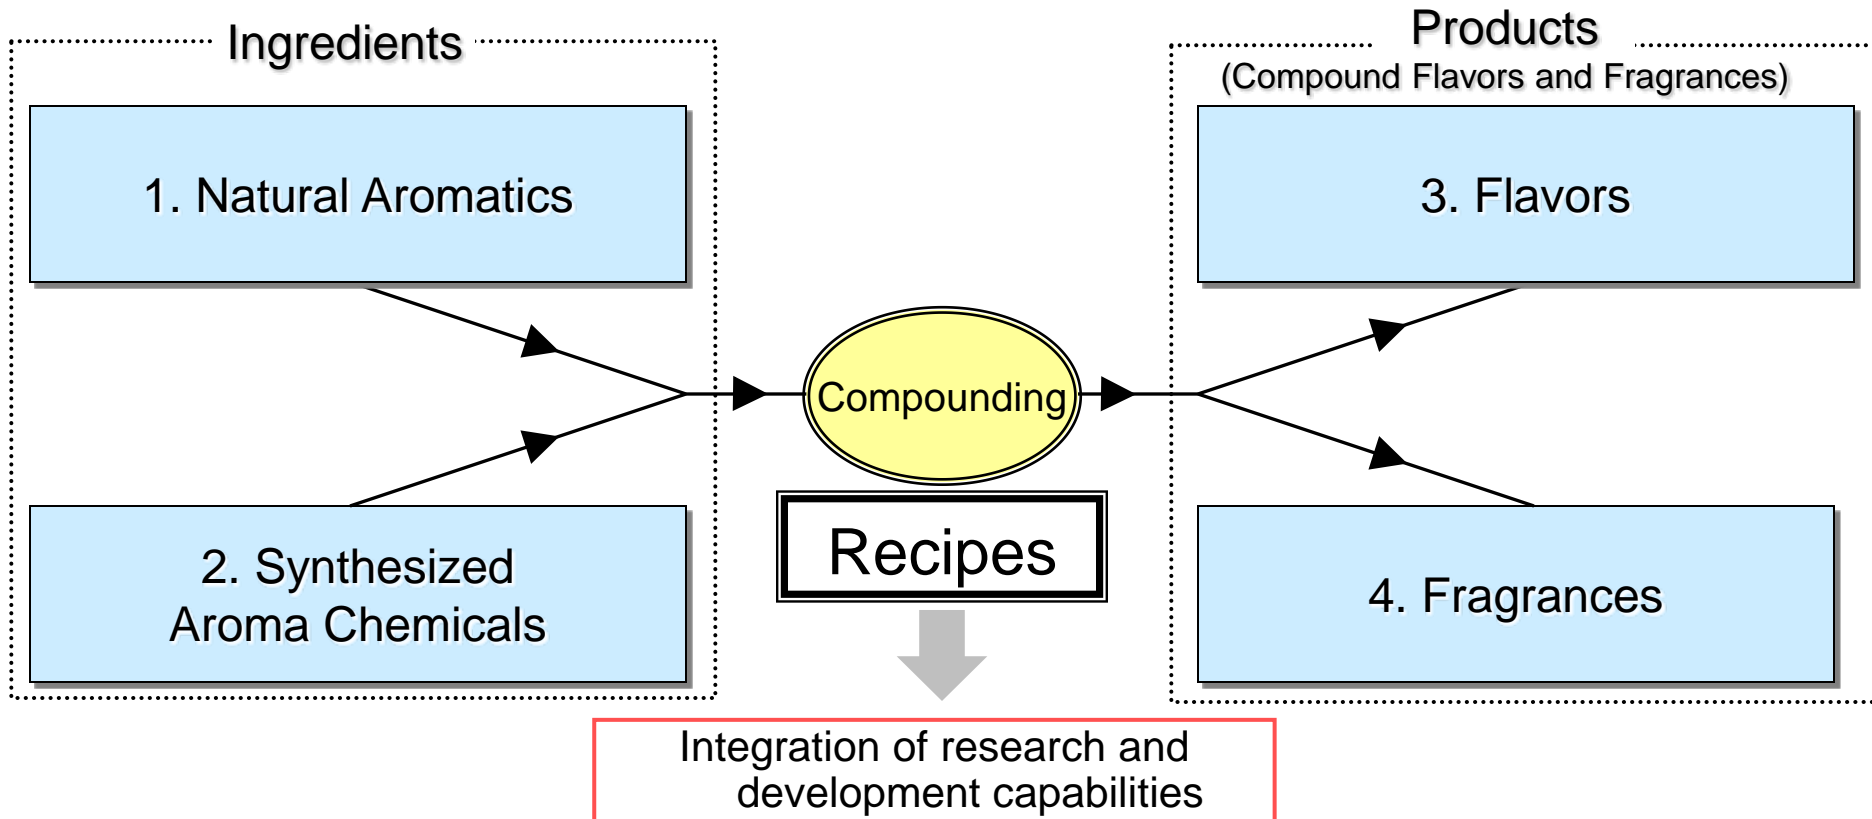 Ingredients
1. Natural Aromatics
2. Synthesized
Aroma Chemicals
Compounding
Recipes
Integration of research and
development capabilities
Products
(Compound Flavors and Fragrances)
3. Flavors
4. Fragrances